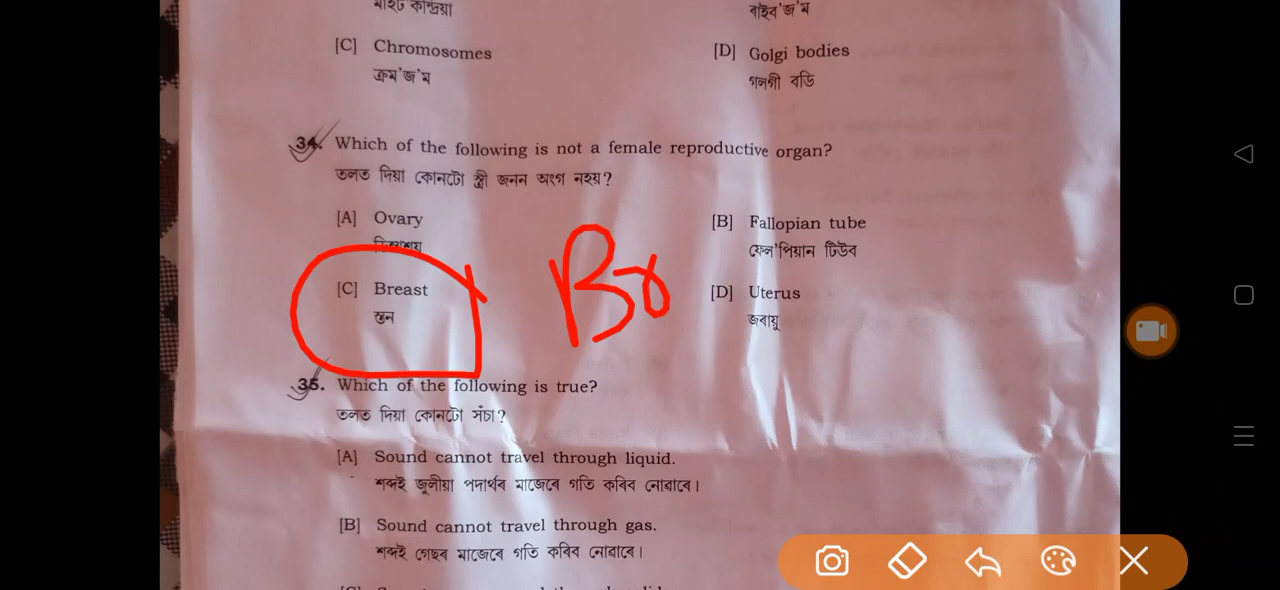 [C] Chromosomes [D] Golgi bodies
ক্ৰম'জ'ম গলগী বডি
34. Which of the following is not a female reproductive organ?
তলত দিয়া কোনটো স্ত্ৰী জনন অংগ নহয়?
[A] Ovary [B] Fallopian tube
ফেল'পিয়ান টিউব
[C] Breast [D] Uterus
স্তন জৰায়ু
Br
35. Which of the following is true?
তলত দিয়া কোনটো সঁচা?
[A] Sound cannot travel through liquid.
শব্দই জুলীয়া পদাৰ্থৰ মাজেৰে গতি কৰিব নোৱাৰে।
[B] Sound cannot travel through gas.
শব্দই গেছৰ মাজেৰে গতি কৰিব নোৱাৰে।